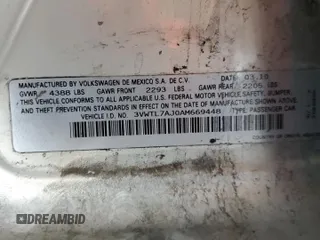 MANUFACTURED BY VOLKSWAGEN DE MEXICO S.A. DE C.V. 03.10
GVWR 4388 LBS GAWR FRONT 2293 LBS GAWR REAR 2205 LBS
THIS VEHICLE CONFORMS TO ALL APPLICABLE U.S. FEDERAL MOTOR VEHICLE SAFETY, BUMPER,
AND THEFT PREVENTION STANDARDS IN EFFECT ON THE DATE OF MANUFACTURE SHOWN ABOVE.
VEHICLE I.D. NO. 3VWTL7AJ0AM669448 TYPE: PASSENGER CAR
DREAMBID